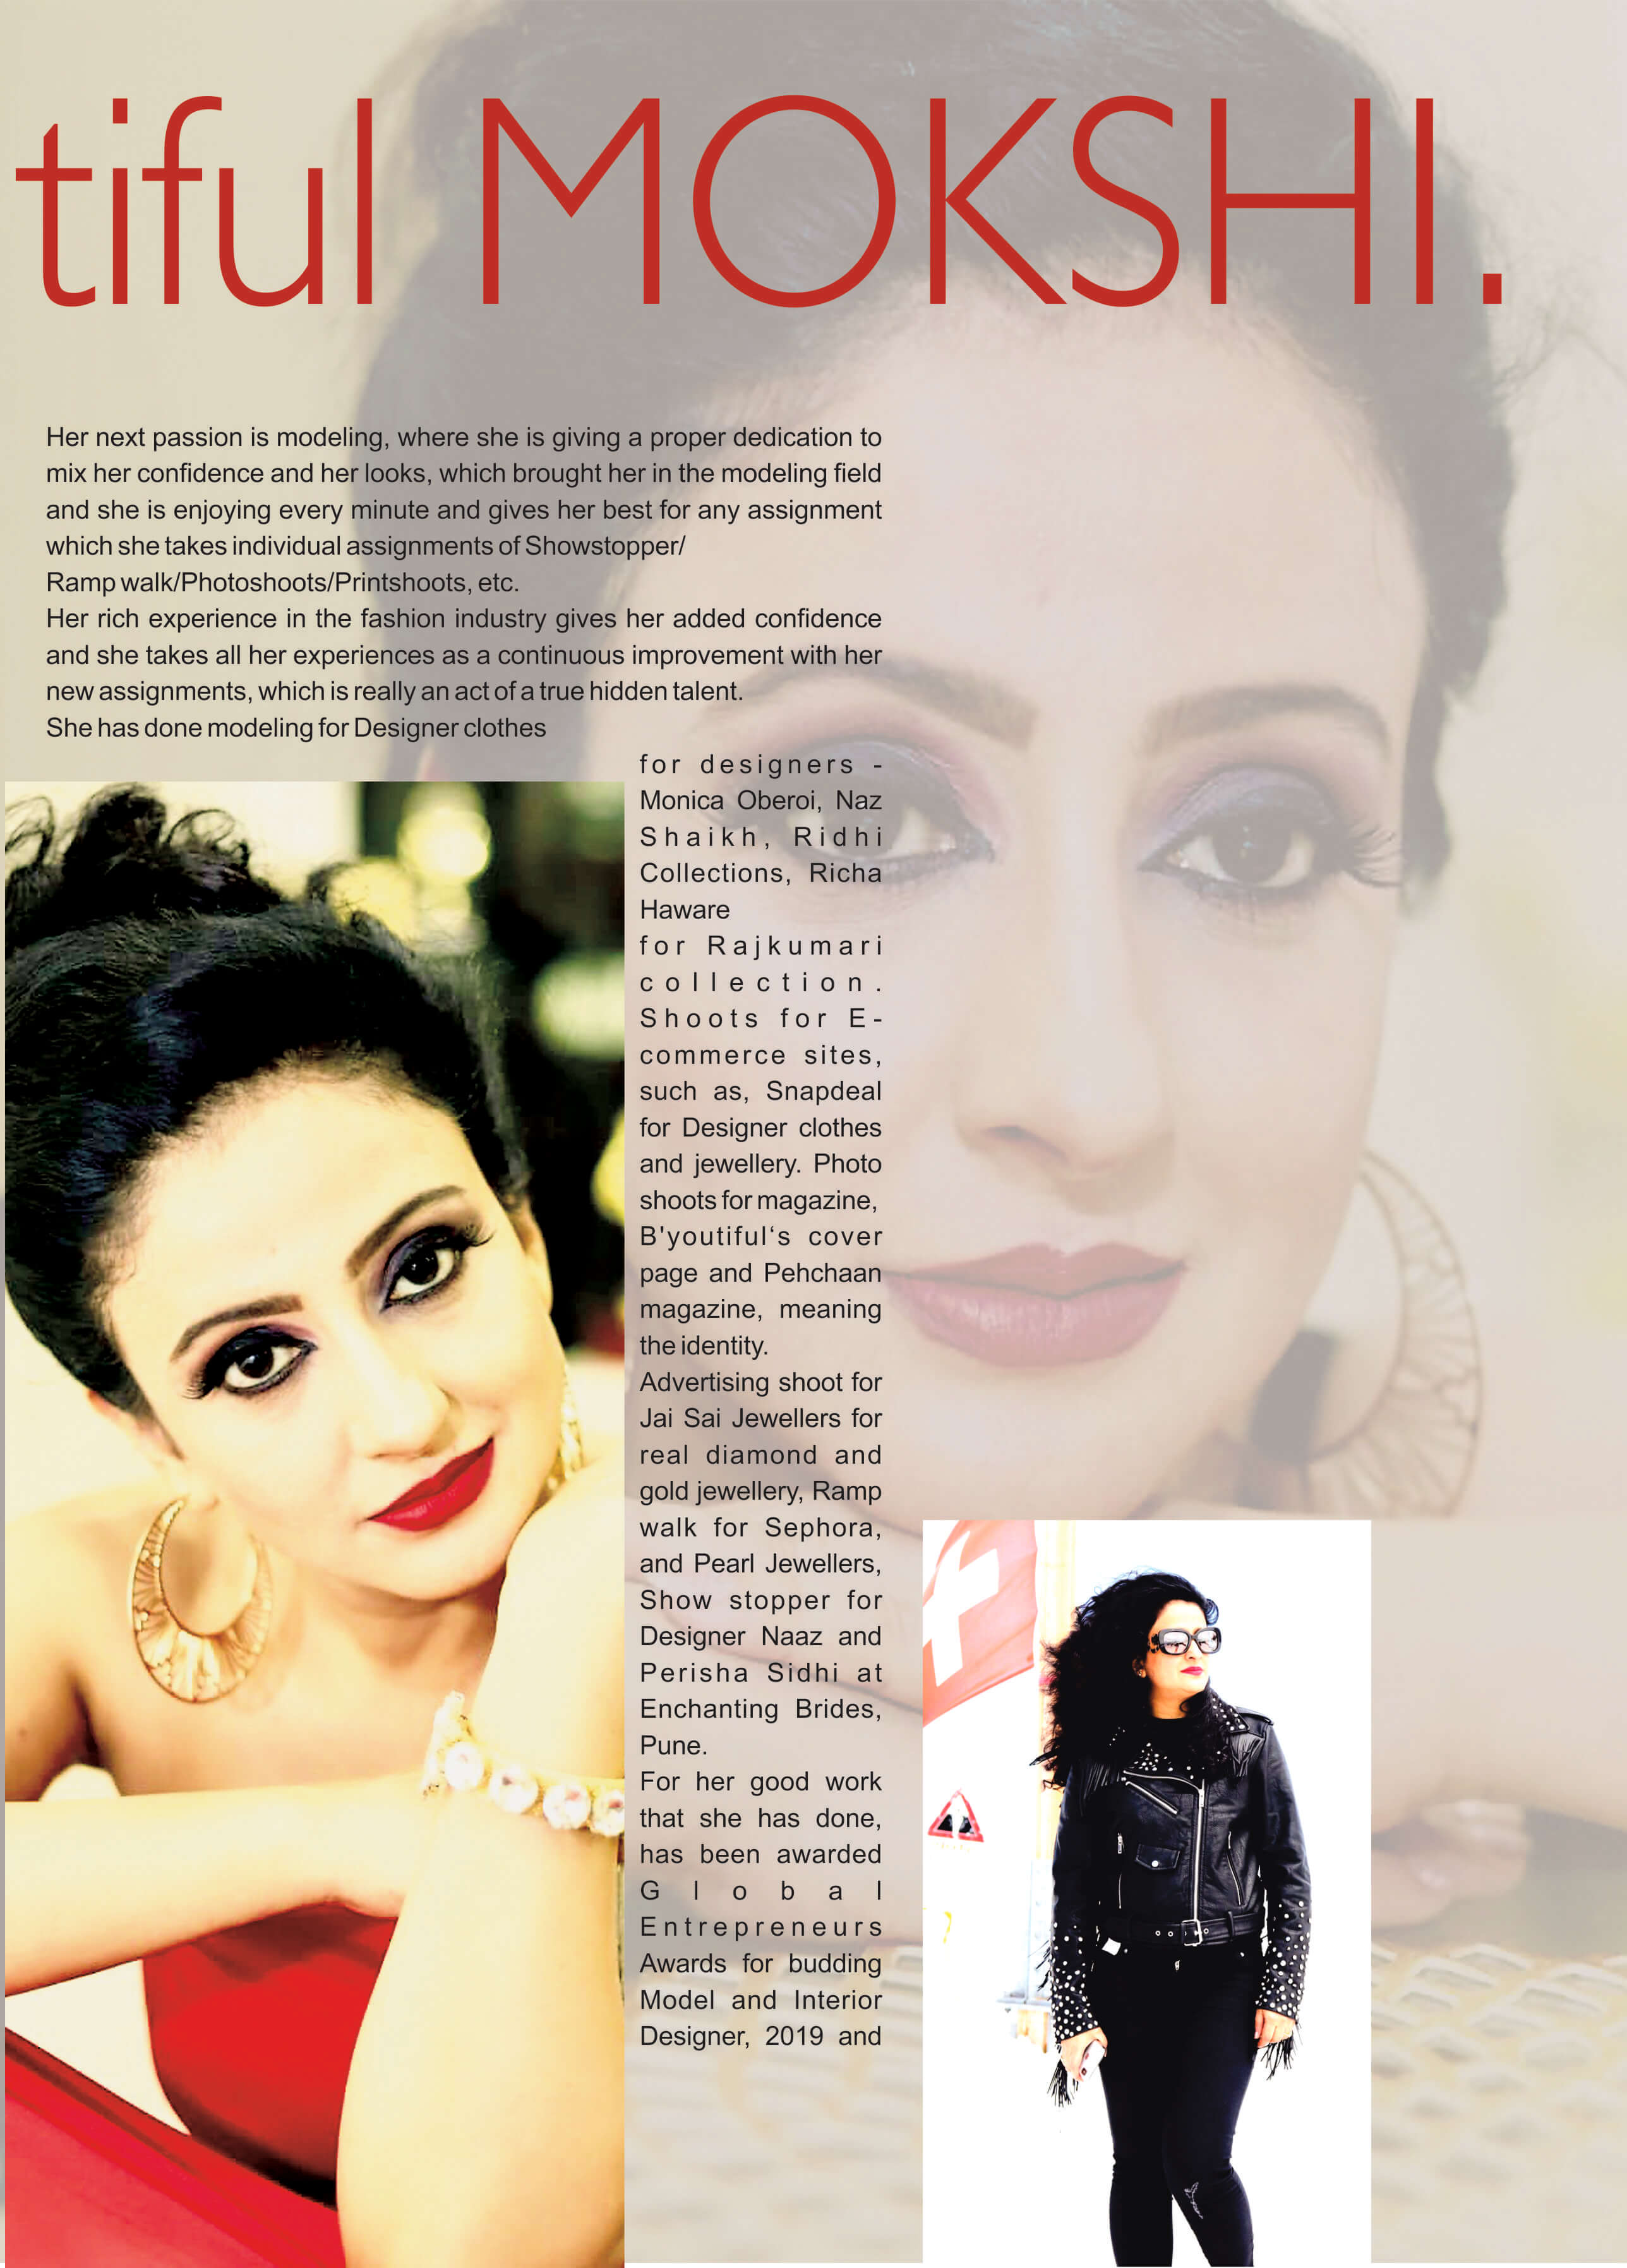 tiful MOKSHI.
Her next passion is modeling, where she is giving a proper dedication to
mix her confidence and her looks, which brought her in the modeling field
and she is enjoying every minute and gives her best for any assignment
which she takes individual assignments of Showstopper/
Ramp walk/Photoshoots/Printshoots, etc.
Her rich experience in the fashion industry gives her added confidence
and she takes all her experiences as a continuous improvement with her
new assignments, which is really an act of a true hidden talent.
She has done modeling for Designer clothes
for designers -
Monica Oberoi, Naz
Shaikh, Ridhi
Collections, Richa
Haware
for Rajkumari
collection.
Shoots for E-
commerce sites,
such as, Snapdeal
for Designer clothes
and jewellery. Photo
shoots for magazine,
B'youtiful‘s cover
page and Pehchaan
magazine, meaning
the identity.
Advertising shoot for
Jai Sai Jewellers for
real diamond and
gold jewellery, Ramp
walk for Sephora,
and Pearl Jewellers,
Show stopper for
Designer Naaz and
Perisha Sidhi at
Enchanting Brides,
Pune.
For her good work
that she has done,
has been awarded
Global
Entrepreneurs
Awards for budding
Model and Interior
Designer, 2019 and